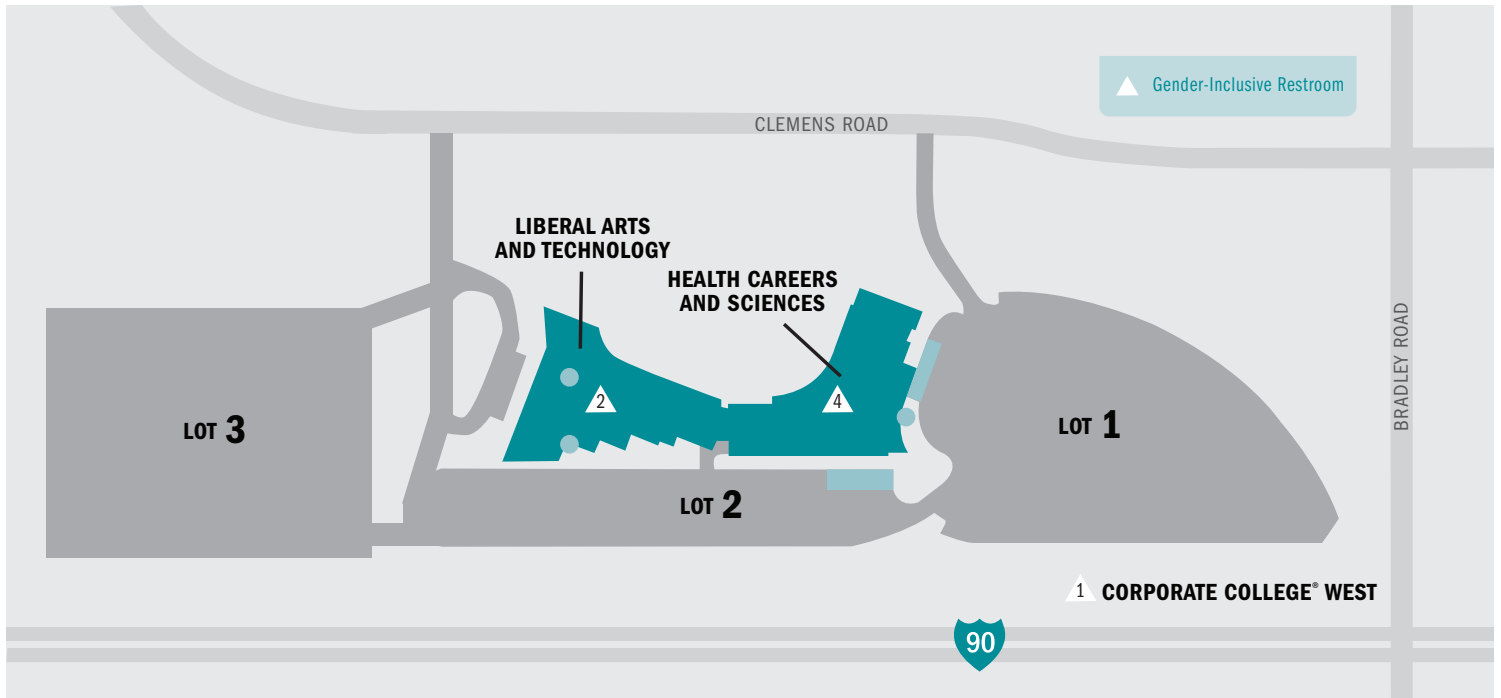 Gender-Inclusive Restroom
CLEMENS ROAD
LIBERAL ARTS
AND TECHNOLOGY
HEALTH CAREERS
AND SCIENCES
BRADLEY ROAD
2
4
LOT 3
LOT 1
LOT 2
1 CORPORATE COLLEGE® WEST
90